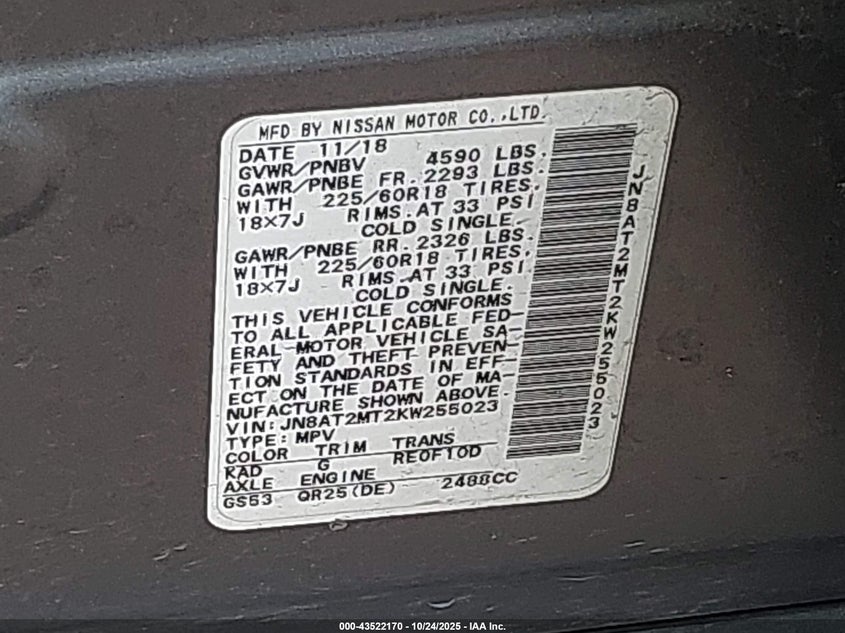 MFD BY NISSAN MOTOR CO.,LTD.
DATE 11/18
GVWR/PNBV 4590 LBS.
GAWR/PNBE FR. 2293 LBS.
WITH 225/60R18 TIRES.
18X7J RIMS.AT 33 PSI
COLD SINGLE.
GAWR/PNBE RR. 2326 LBS.
WITH 225/60R18 TIRES.
18X7J RIMS.AT 33 PSI
COLD SINGLE.
THIS VEHICLE CONFORMS
TO ALL APPLICABLE FED-
ERAL MOTOR VEHICLE SA-
FETY AND THEFT PREVEN-
TION STANDARDS IN EFF-
ECT ON THE DATE OF MA-
NUFACTURE SHOWN ABOVE.
VIN:JN8AT2MT2KW255023
TYPE:MPV
COLOR TRIM TRANS
KAD G RE0F10D
AXLE ENGINE
GS53 QR25(DE) 2488CC
JN8AT2MT2KW255023
000-43522170 - 10/24/2025 - IAA Inc.